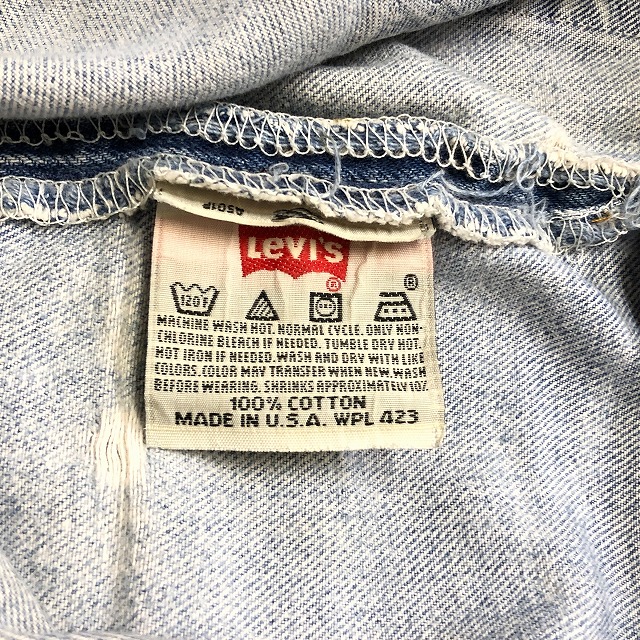 A501P
Levi's
®
®
120F
MACHINE WASH HOT. NORMAL CYCLE. ONLY NON-
CHLORINE BLEACH IF NEEDED. TUMBLE DRY HOT.
HOT IRON IF NEEDED. WASH AND DRY WITH LIKE
COLORS. COLOR MAY TRANSFER WHEN NEW. WASH
BEFORE WEARING. SHRINKS APPROXIMATELY 10%
100% COTTON
MADE IN U.S.A. WPL 423